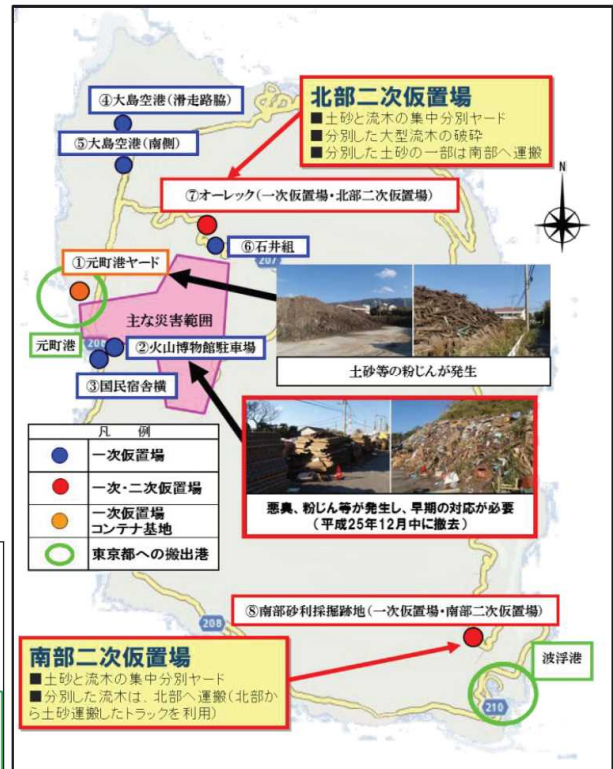 ④大島空港(滑走路脇)
⑤大島空港(南側)
北部二次仮置場
■土砂と流木の集中分別ヤード
■分別した大型流木の破砕
■分別した土砂の一部は南部へ運搬
N
⑦オーレック(一次仮置場・北部二次仮置場)
⑥石井組
207
①元町港ヤード
主な災害範囲
元町港
208
②火山博物館駐車場
③国民宿舎横
土砂等の粉じんが発生
凡 例
一次仮置場
一次・二次仮置場
一次仮置場
コンテナ基地
東京都への搬出港
悪臭、粉じん等が発生し、早期の対応が必要
(平成25年12月中に撤去)
208
⑧南部砂利採掘跡地(一次仮置場・南部二次仮置場)
波浮港
210
南部二次仮置場
■土砂と流木の集中分別ヤード
■分別した流木は、北部へ運搬(北部か
ら土砂運搬したトラックを利用)